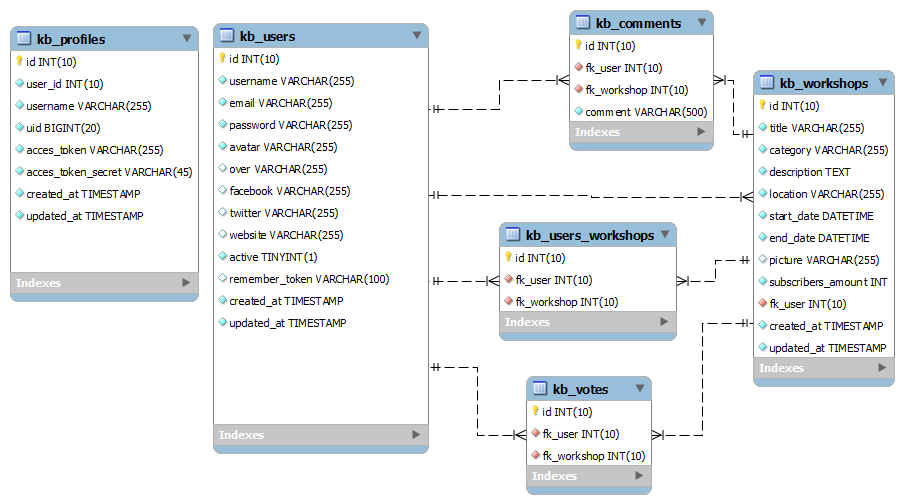 kb_profiles
id INT(10)
user_id INT(10)
username VARCHAR(255)
uid BIGINT(20)
acces_token VARCHAR(255)
acces_token_secret VARCHAR(45)
created_at TIMESTAMP
updated_at TIMESTAMP
Indexes
kb_users
id INT(10)
username VARCHAR(255)
email VARCHAR(255)
password VARCHAR(255)
avatar VARCHAR(255)
over VARCHAR(255)
facebook VARCHAR(255)
twitter VARCHAR(255)
website VARCHAR(255)
active TINYINT(1)
remember_token VARCHAR(100)
created_at TIMESTAMP
updated_at TIMESTAMP
Indexes
kb_comments
id INT(10)
fk_user INT(10)
fk_workshop INT(10)
comment VARCHAR(500)
Indexes
kb_users_workshops
id INT(10)
fk_user INT(10)
fk_workshop INT(10)
Indexes
kb_votes
id INT(10)
fk_user INT(10)
fk_workshop INT(10)
Indexes
kb_workshops
id INT(10)
title VARCHAR(255)
category VARCHAR(255)
description TEXT
location VARCHAR(255)
start_date DATETIME
end_date DATETIME
picture VARCHAR(255)
subscribers_amount INT
fk_user INT(10)
created_at TIMESTAMP
updated_at TIMESTAMP
Indexes